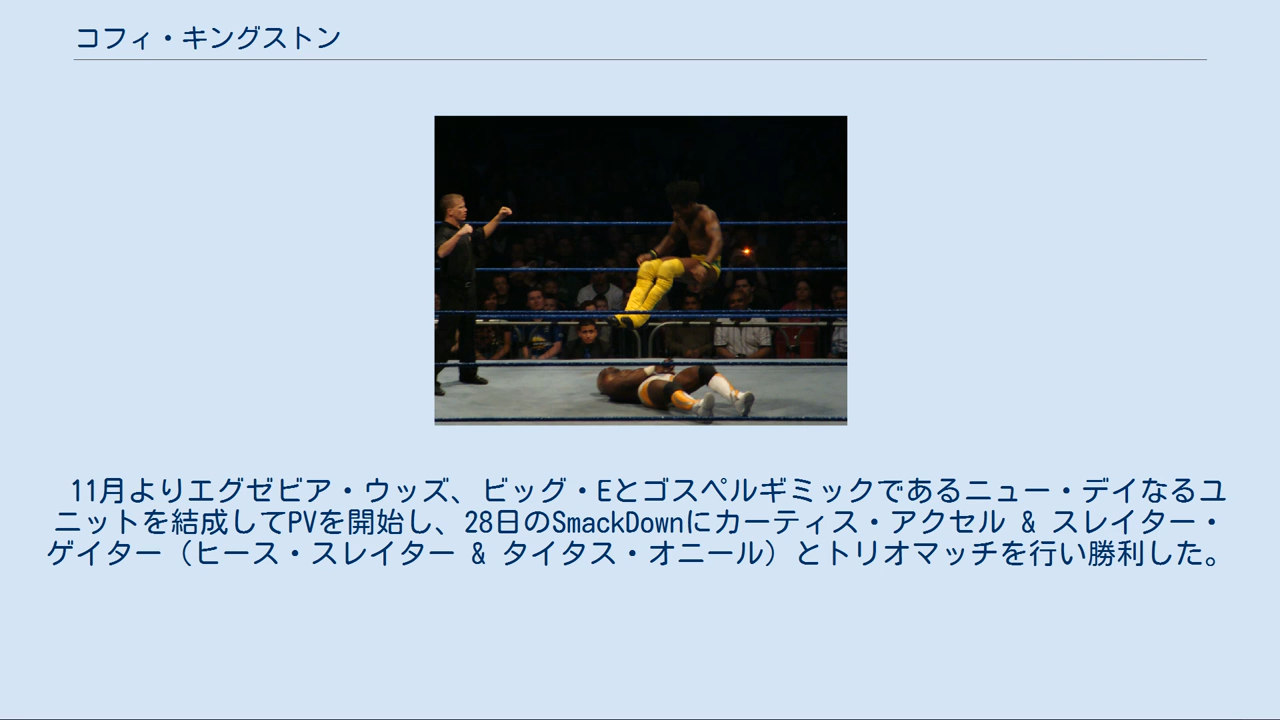 コフィ・キングストン
11月よりエグゼビア・ウッズ、ビッグ・Eとゴスペルギミックであるニュー・デイなるユ
ニットを結成してPVを開始し、28日のSmackDownにカーティス・アクセル & スレイター・
ゲイター（ヒース・スレイター & タイタス・オニール）とトリオマッチを行い勝利した。